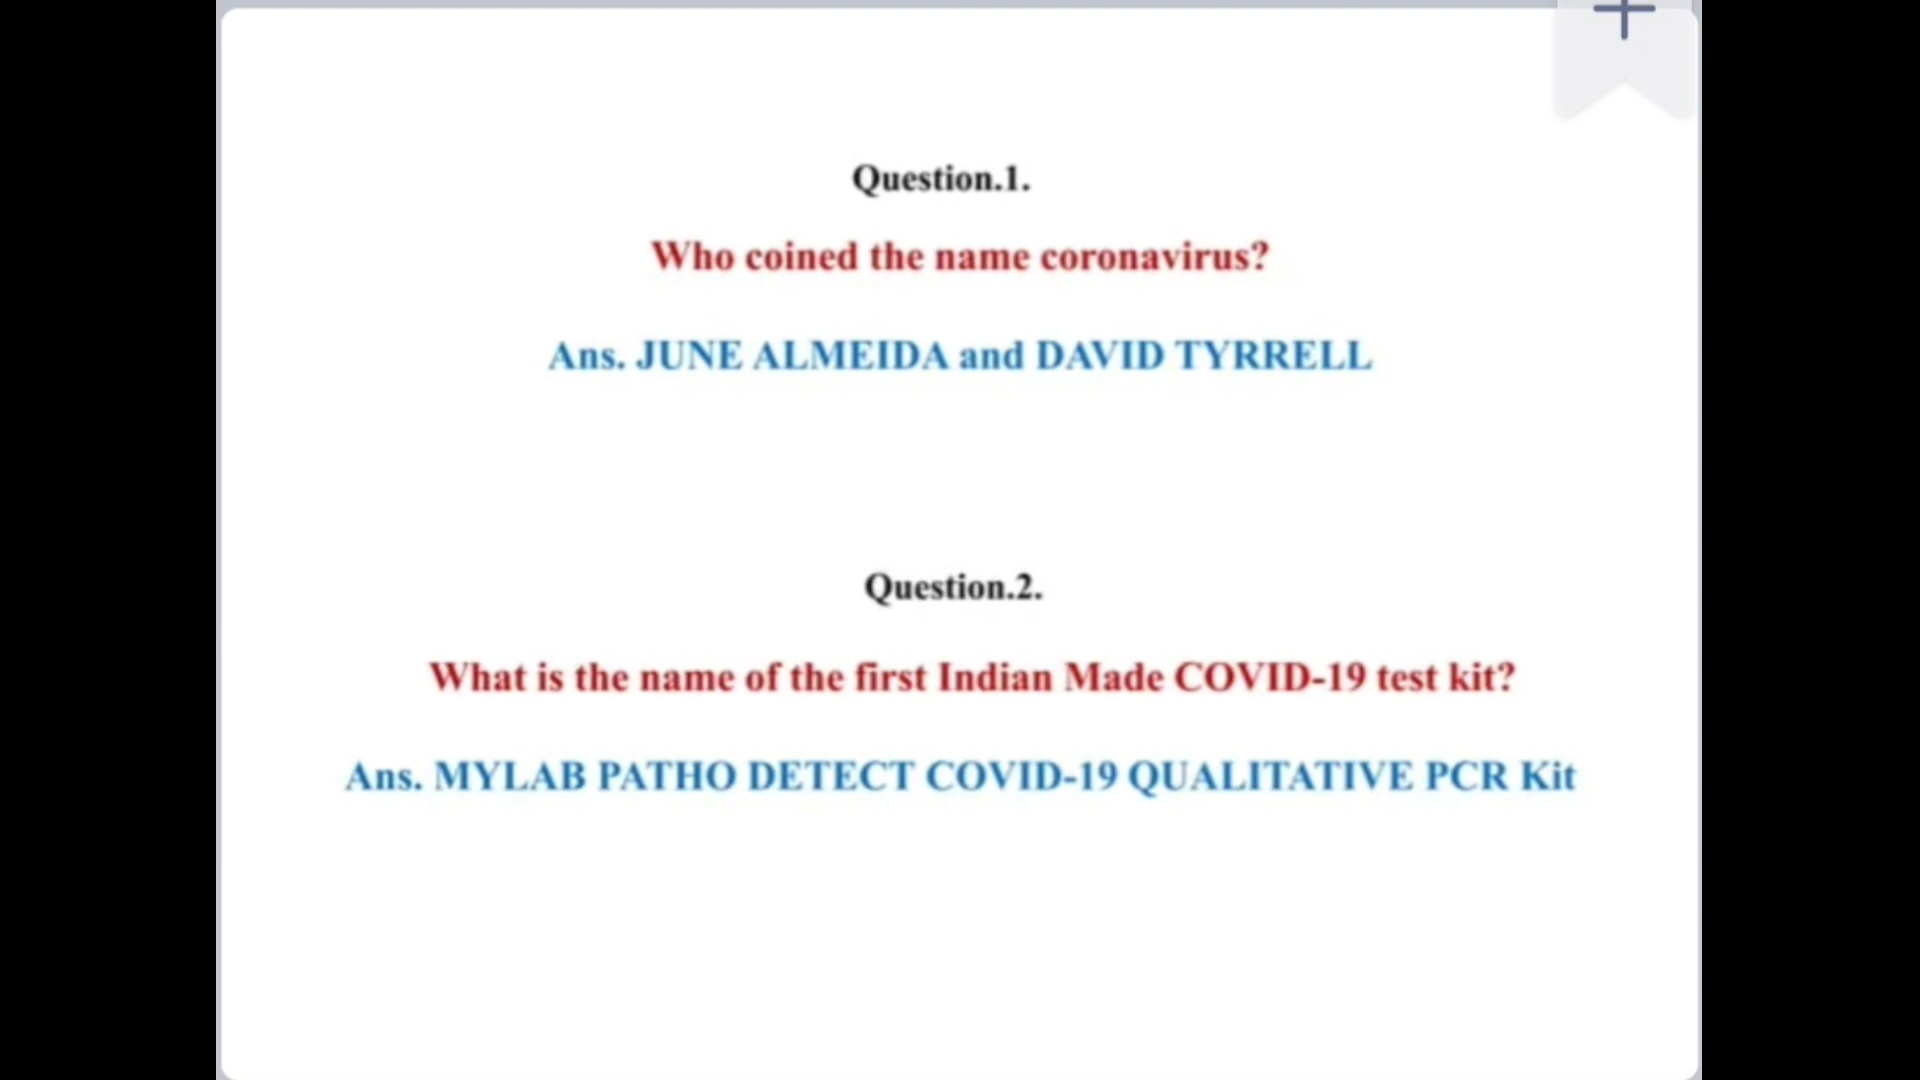 Question.1.
Who coined the name coronavirus?
Ans. JUNE ALMEIDA and DAVID TYRRELL
Question.2.
What is the name of the first Indian Made COVID-19 test kit?
Ans. MYLAB PATHO DETECT COVID-19 QUALITATIVE PCR Kit